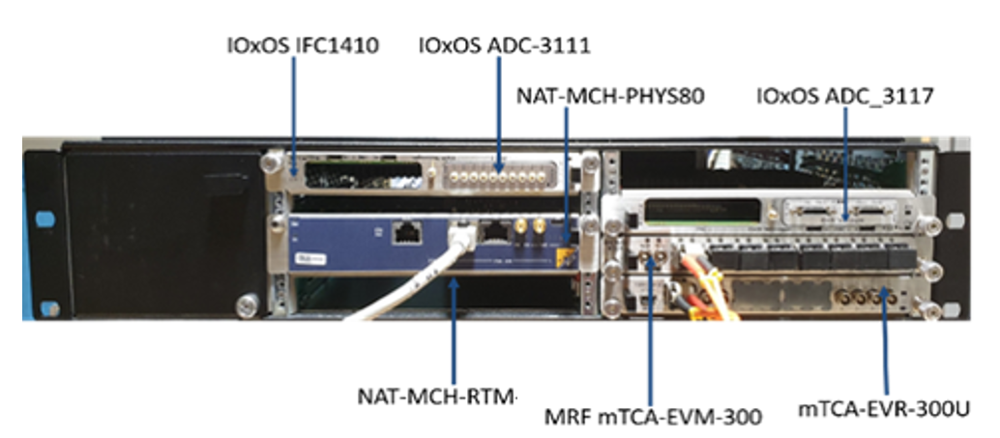 IOxOS IFC1410
IOxOS ADC-3111
NAT-MCH-PHYS80
IOxOS ADC_3117
NAT-MCH-RTM-
MRF mTCA-EVM-300
mTCA-EVR-300U